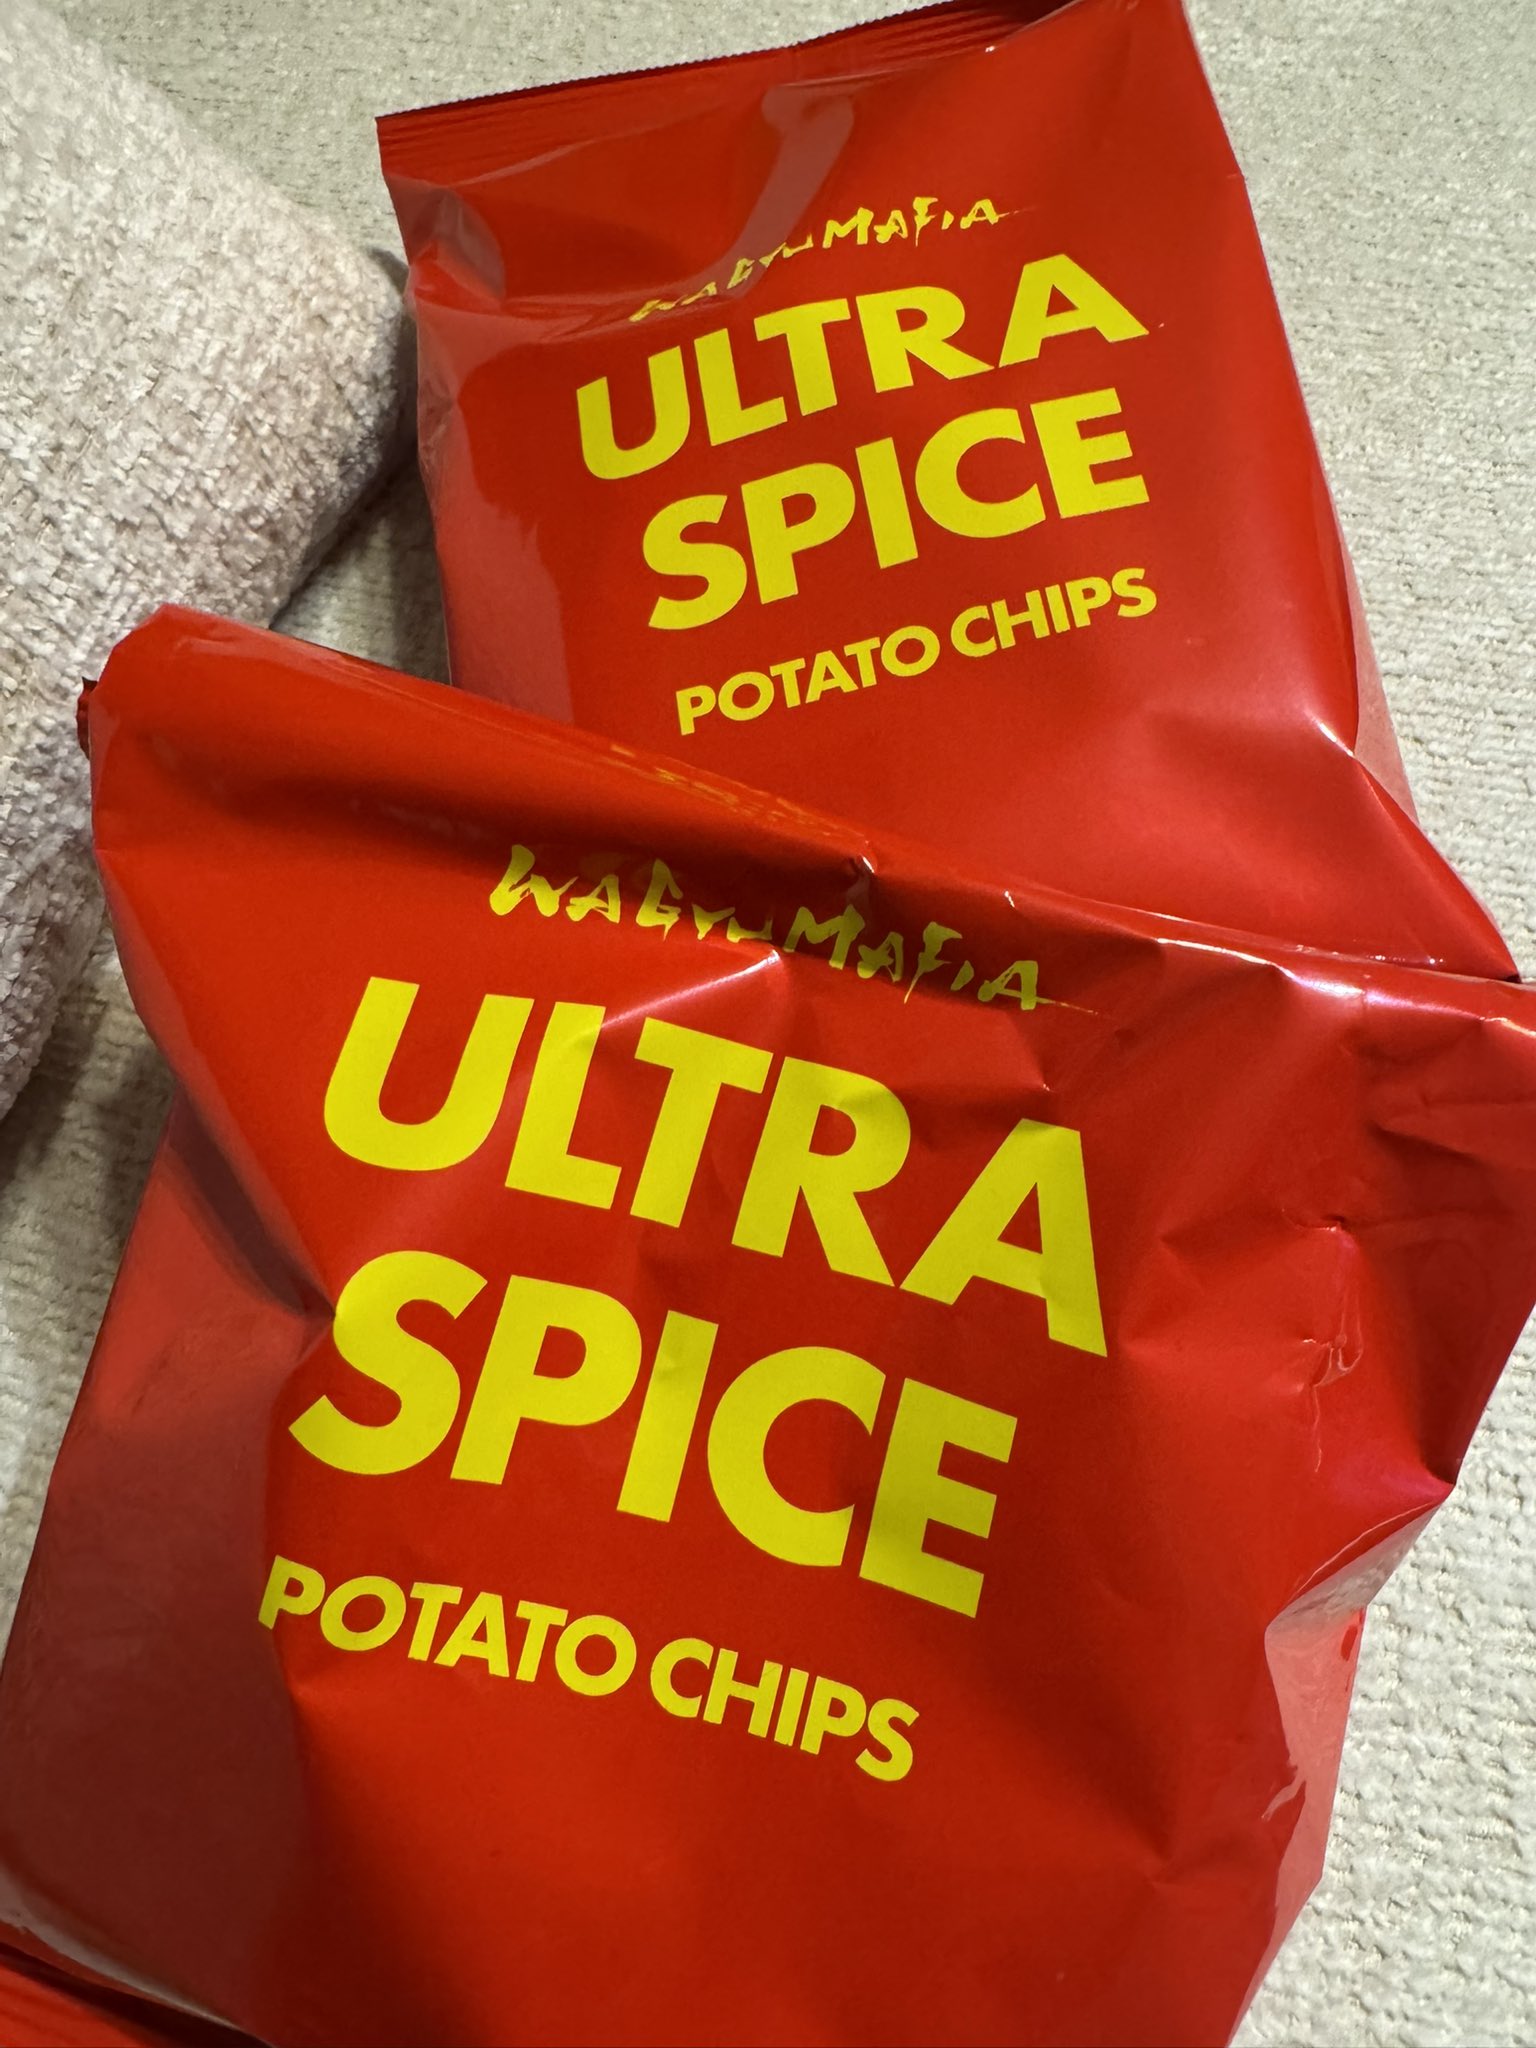 WAGYUMAFIA
ULTRA
SPICE
POTATO CHIPS
WAGYUMAFIA
ULTRA
SPICE
POTATO CHIPS